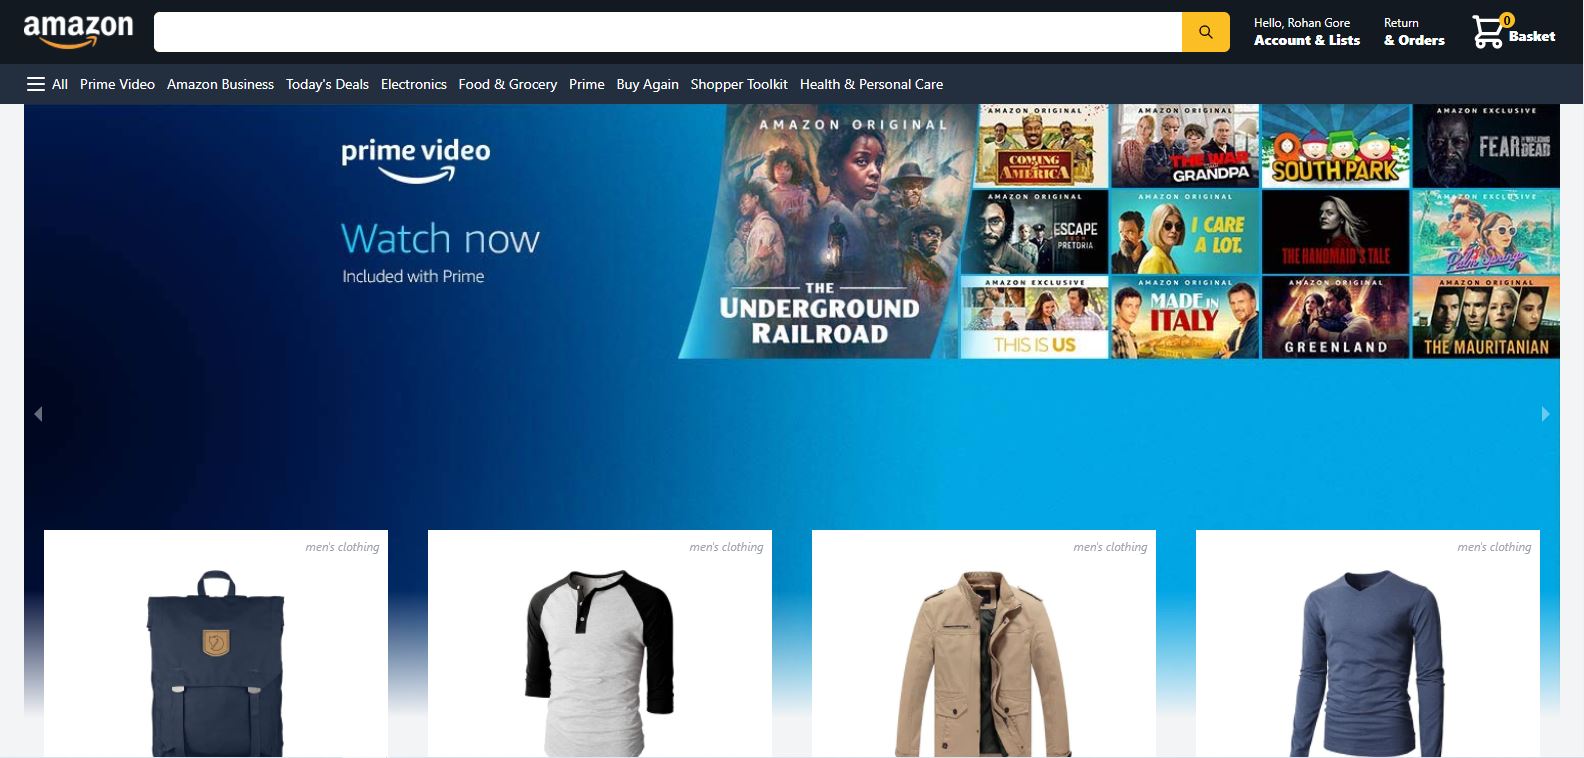 amazon
Hello, Rohan Gore
Account & Lists
Return
& Orders
0
Basket
All Prime Video Amazon Business Today's Deals Electronics Food & Grocery Prime Buy Again Shopper Toolkit Health & Personal Care
prime video
Watch now
Included with Prime
AMAZON ORIGINAL
THE
UNDERGROUND
RAILROAD
AMAZON ORIGINAL
COMING
2
AMERICA
AMAZON ORIGINAL
THE WAR
WITH
GRANDPA
SOUTH PARK
AMAZON EXCLUSIVE
FEAR THE WALKING DEAD
AMAZON ORIGINAL
ESCAPE
FROM
PRETORIA
AMAZON ORIGINAL
I CARE
A LOT.
THE HANDMAID'S TALE
AMAZON EXCLUSIVE
Palm Springs
AMAZON EXCLUSIVE
THIS IS US
AMAZON ORIGINAL
MADE IN
ITALY
AMAZON ORIGINAL
GREENLAND
AMAZON ORIGINAL
THE MAURITANIAN
men's clothing
men's clothing
men's clothing
men's clothing